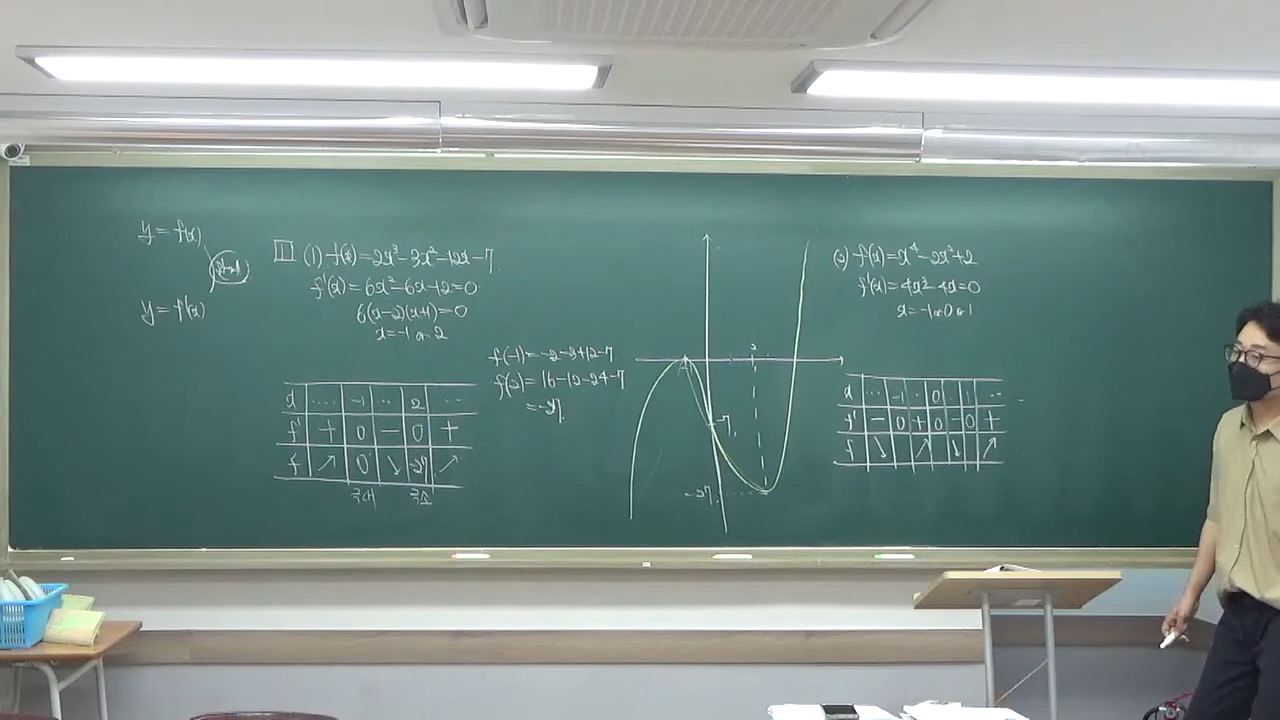 y = f(x)
y = f'(x)
1 (1) f(x) = 2x³ - 3x² - 12x - 7
f'(x) = 6x² - 6x - 12 = 0
6(x-2)(x+1) = 0
x = -1 or 2
x … -1 … 2 …
f' + 0 - 0 +
f ↗ 0 ↘ -27 ↗
극대 극소
f(-1) = -2-3+12-7
f(2) = 16-12-24-7
= -27
2
-1
-7
-27
(2) f(x) = x⁴ - 2x² + 2
f'(x) = 4x³ - 4x = 0
x = -1 or 0 or 1
x … -1 · 0 · 1 …
f' - 0 + 0 - 0 +
f ↘ ↗ ↘ ↗